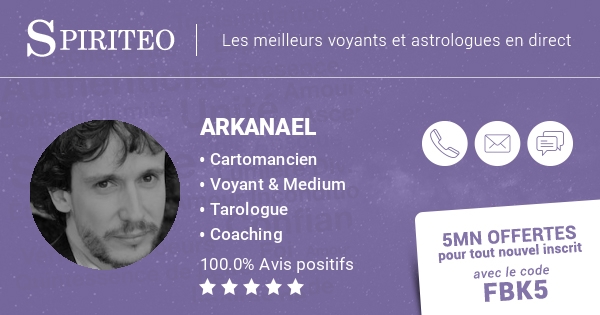 SPIRITEO
Les meilleurs voyants et astrologues en direct
ARKANAEL
• Cartomancien
• Voyant & Medium
• Tarologue
• Coaching
100.0% Avis positifs
5MN OFFERTES
pour tout nouvel inscrit
avec le code
FBK5